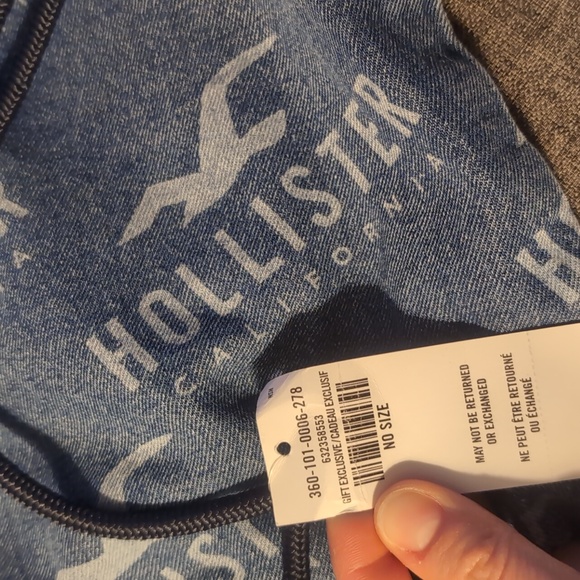 HOLLISTER
CALIFORNIA
H
A
HOLLIS
360-101-0006-278
632358553
GIFT EXCLUSIVE/CADEAU EXCLUSIF
NO SIZE
MAY NOT BE RETURNED
OR EXCHANGED
NE PEUT ÊTRE RETOURNÉ
OU ÉCHANGÉ